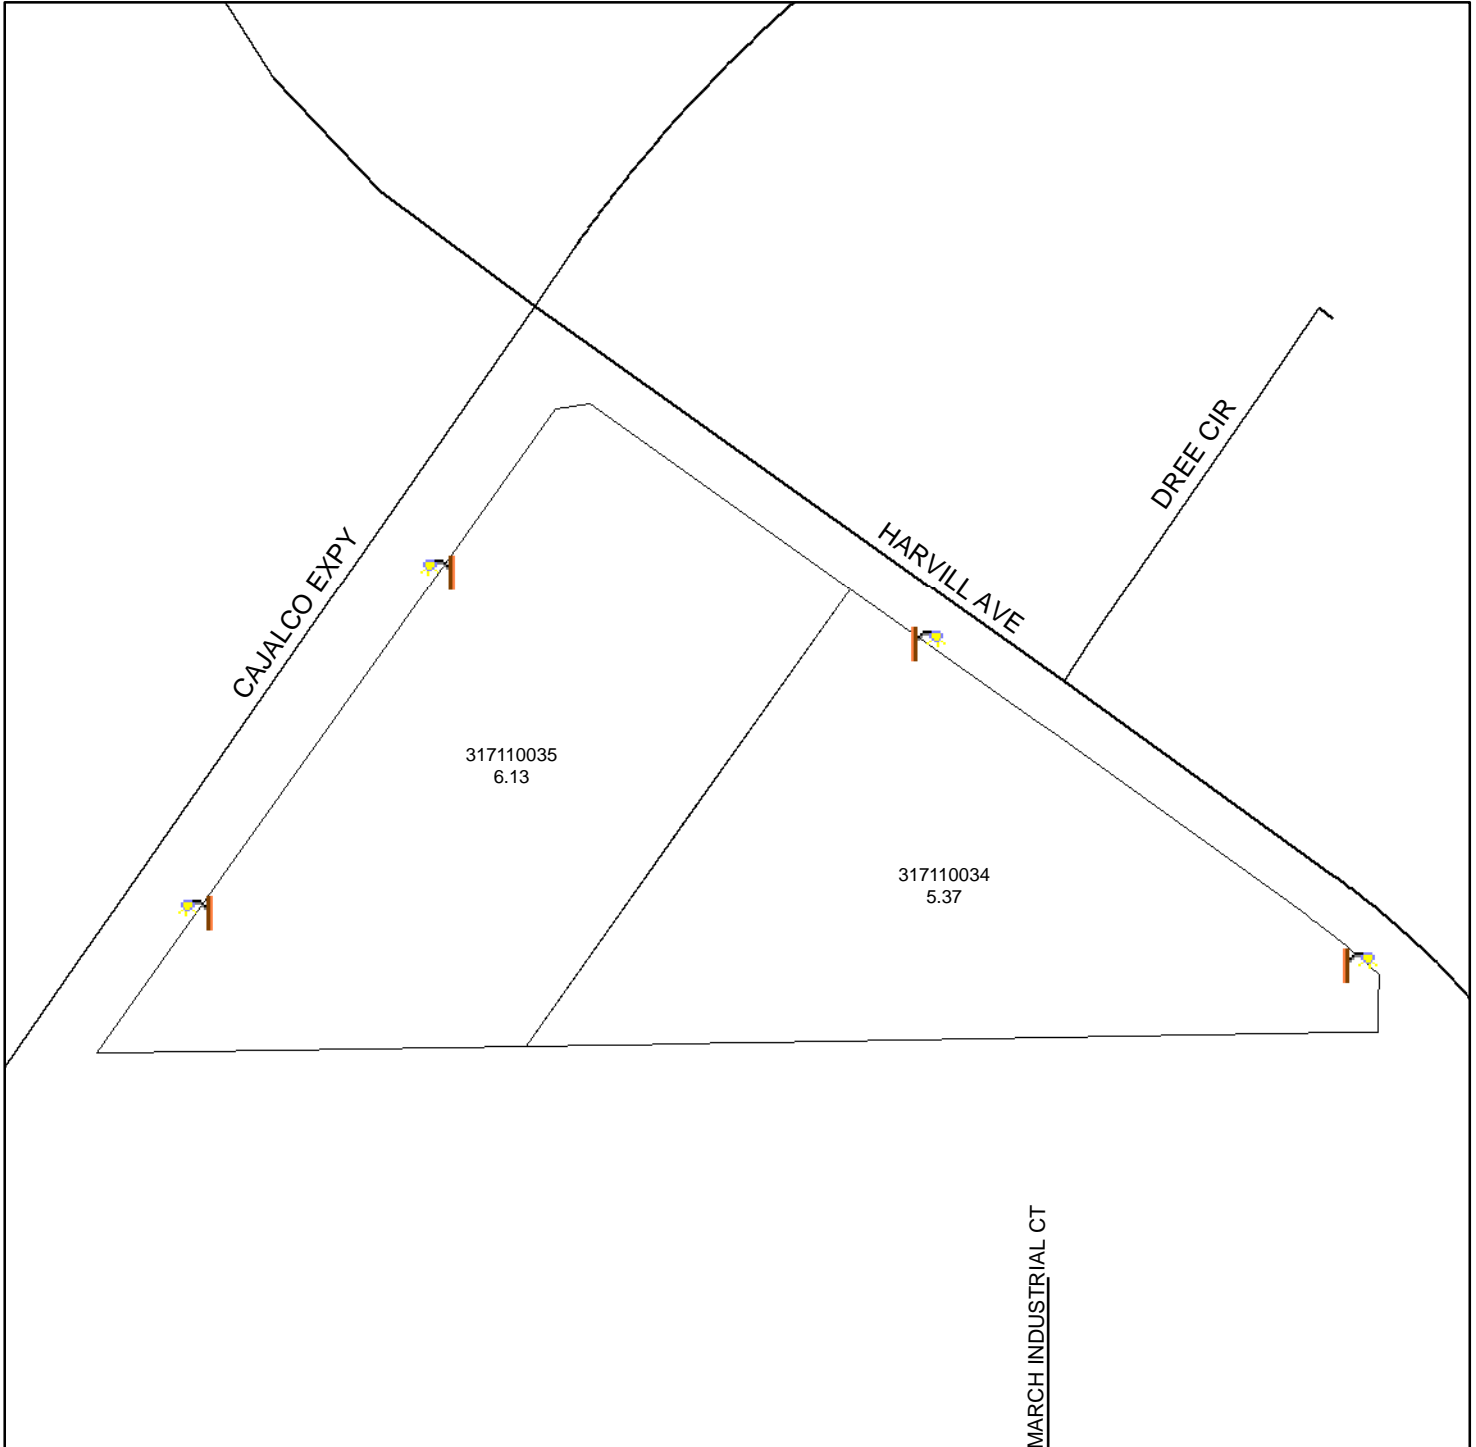 DREE CIR
HARVILL AVE
CAJALCO EXPY
317110035
6.13
317110034
5.37
MARCH INDUSTRIAL CT